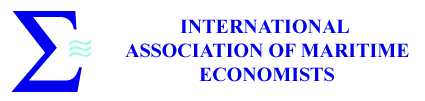 Σ INTERNATIONAL
ASSOCIATION OF MARITIME
ECONOMISTS